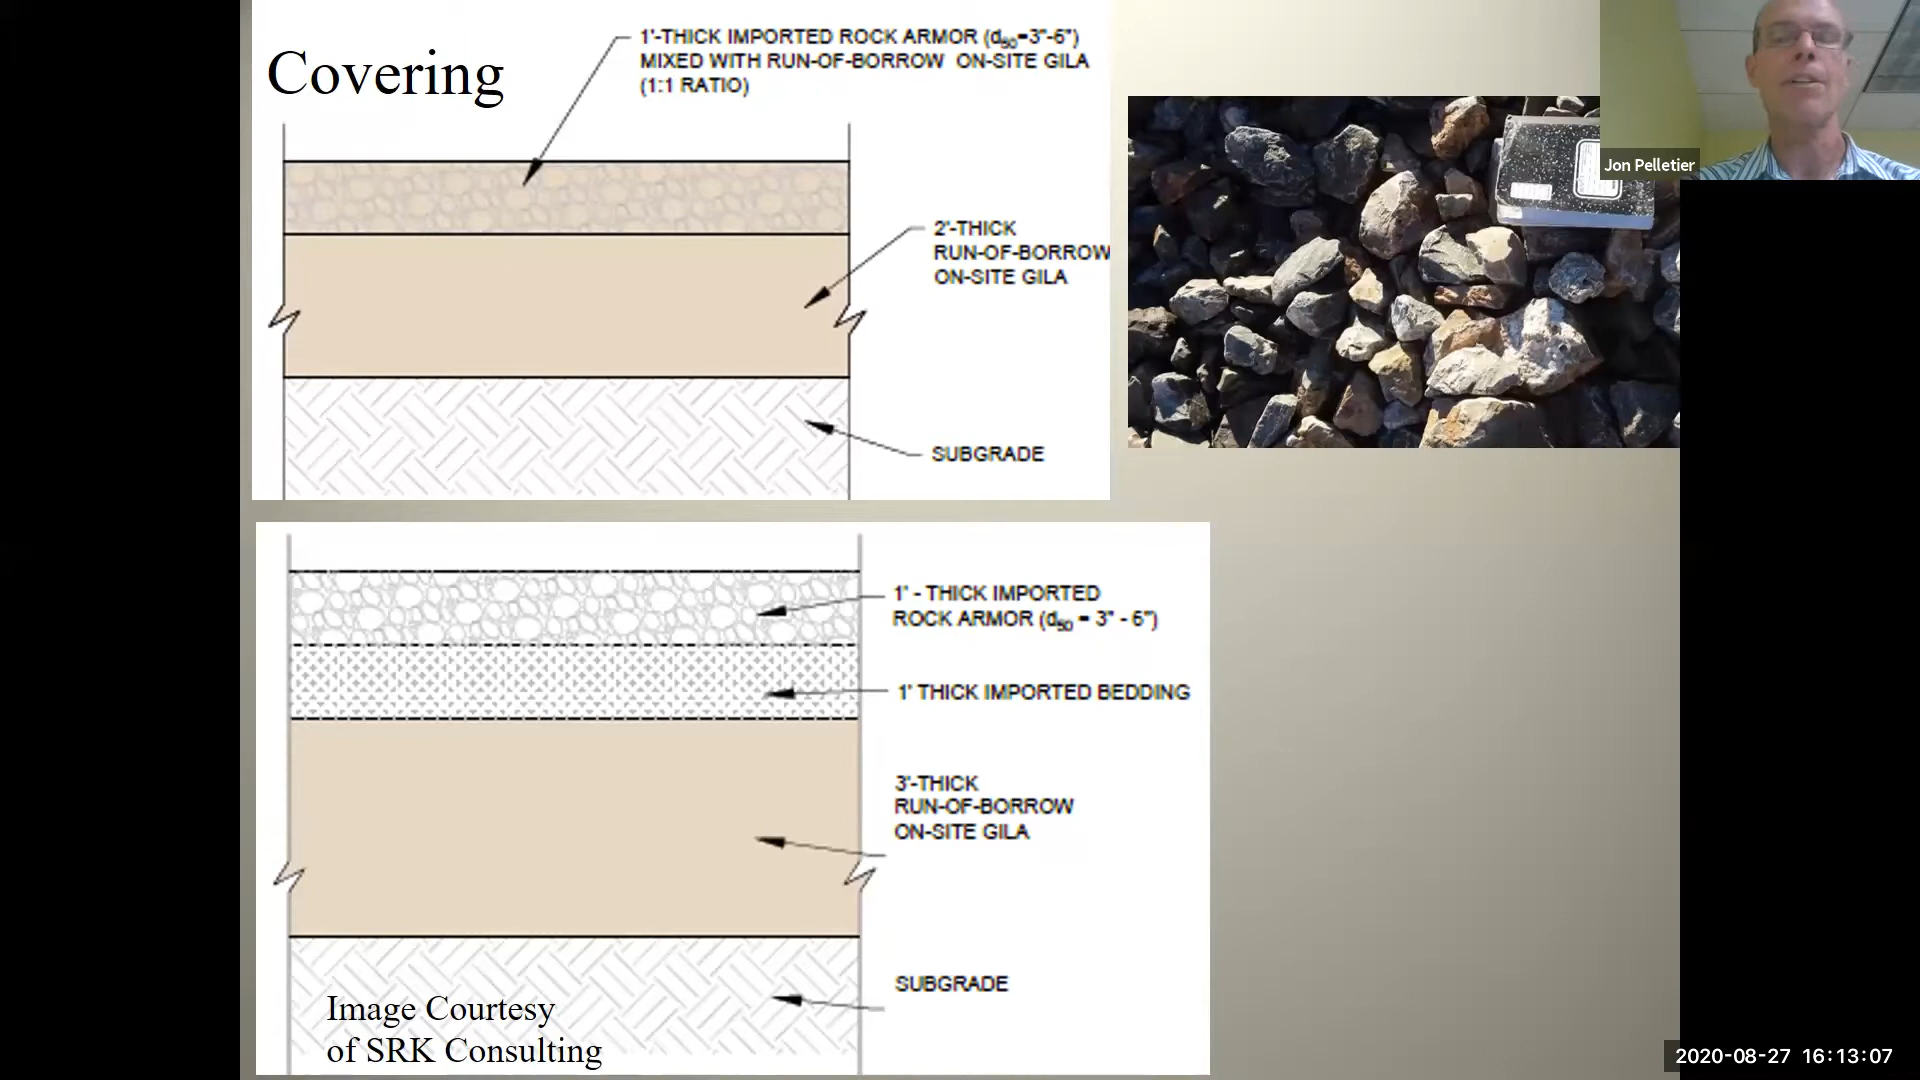 Covering
1'-THICK IMPORTED ROCK ARMOR (d50=3"-6")
MIXED WITH RUN-OF-BORROW ON-SITE GILA
(1:1 RATIO)
2'-THICK
RUN-OF-BORROW
ON-SITE GILA
SUBGRADE
Jon Pelletier
1' - THICK IMPORTED
ROCK ARMOR (d50 = 3" - 6")
1' THICK IMPORTED BEDDING
3'-THICK
RUN-OF-BORROW
ON-SITE GILA
SUBGRADE
Image Courtesy
of SRK Consulting
2020-08-27 16:13:07